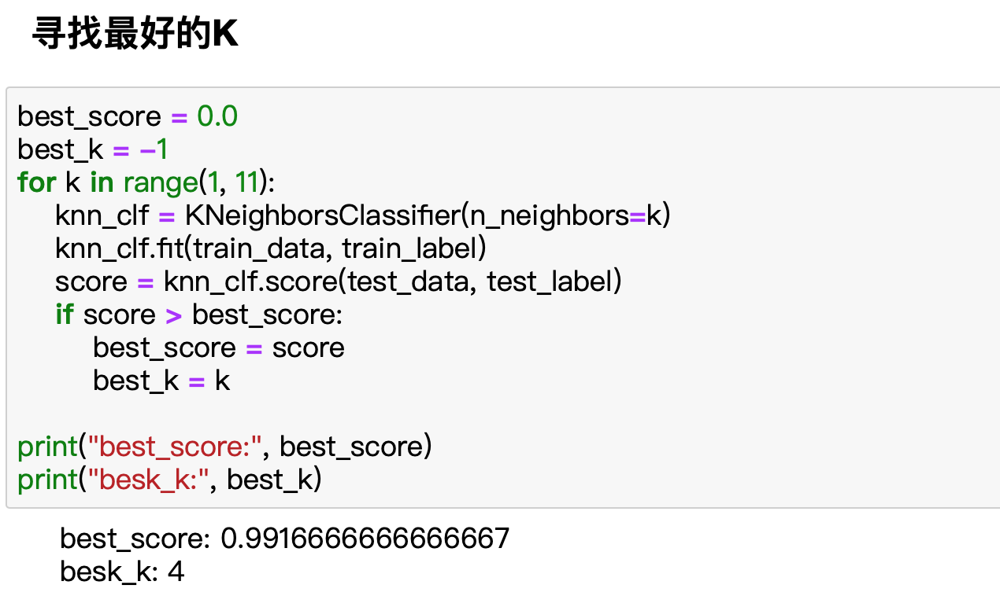 寻找最好的K
best_score = 0.0
best_k = -1
for k in range(1, 11):
    knn_clf = KNeighborsClassifier(n_neighbors=k)
    knn_clf.fit(train_data, train_label)
    score = knn_clf.score(test_data, test_label)
    if score > best_score:
        best_score = score
        best_k = k
print("best_score:", best_score)
print("besk_k:", best_k)
best_score: 0.9916666666666667
besk_k: 4